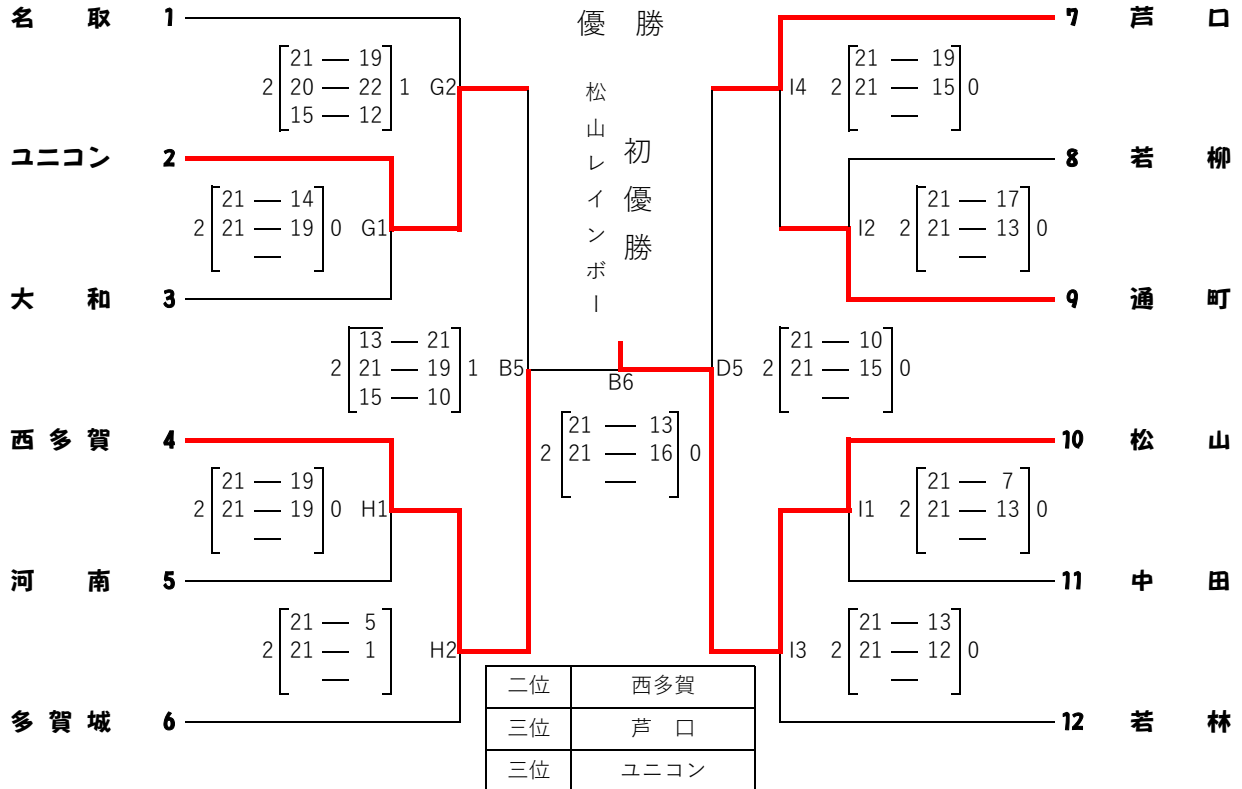 名取 1
優勝
7 芦口
2 [21 — 19] 1 G2
20 — 22
15 — 12
I4 2 [21 — 19] 0
21 — 15
—
松山レインボー
初優勝
ユニコン 2
8 若柳
2 [21 — 14] 0 G1
21 — 19
—
I2 2 [21 — 17] 0
21 — 13
—
大和 3
9 通町
2 [13 — 21] 1 B5
21 — 19
15 — 10
D5 2 [21 — 10] 0
21 — 15
—
B6
2 [21 — 13] 0
21 — 16
—
西多賀 4
10 松山
2 [21 — 19] 0 H1
21 — 19
—
I1 2 [21 — 7] 0
21 — 13
—
河南 5
11 中田
2 [21 — 5] H2
21 — 1
—
I3 2 [21 — 13] 0
21 — 12
—
多賀城 6
12 若林
二位 西多賀
三位 芦口
三位 ユニコン